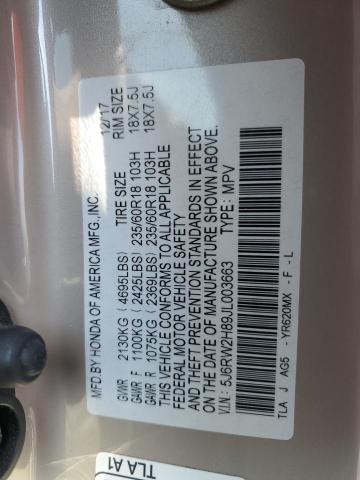 MFD.BY HONDA OF AMERICA MFG.,INC. 12/17
TIRE SIZE RIM SIZE
GVWR 2130KG (4695LBS)
GAWR F 1100KG (2425LBS) 235/60R18 103H 18X7.5J
GAWR R 1075KG (2369LBS) 235/60R18 103H 18X7.5J
THIS VEHICLE CONFORMS TO ALL APPLICABLE
FEDERAL MOTOR VEHICLE SAFETY
AND THEFT PREVENTION STANDARDS IN EFFECT
ON THE DATE OF MANUFACTURE SHOWN ABOVE.
V.I.N: 5J6RW2H89JL003663 TYPE: MPV
TLA J AG5 - YR620MX - F - L
TLA A1